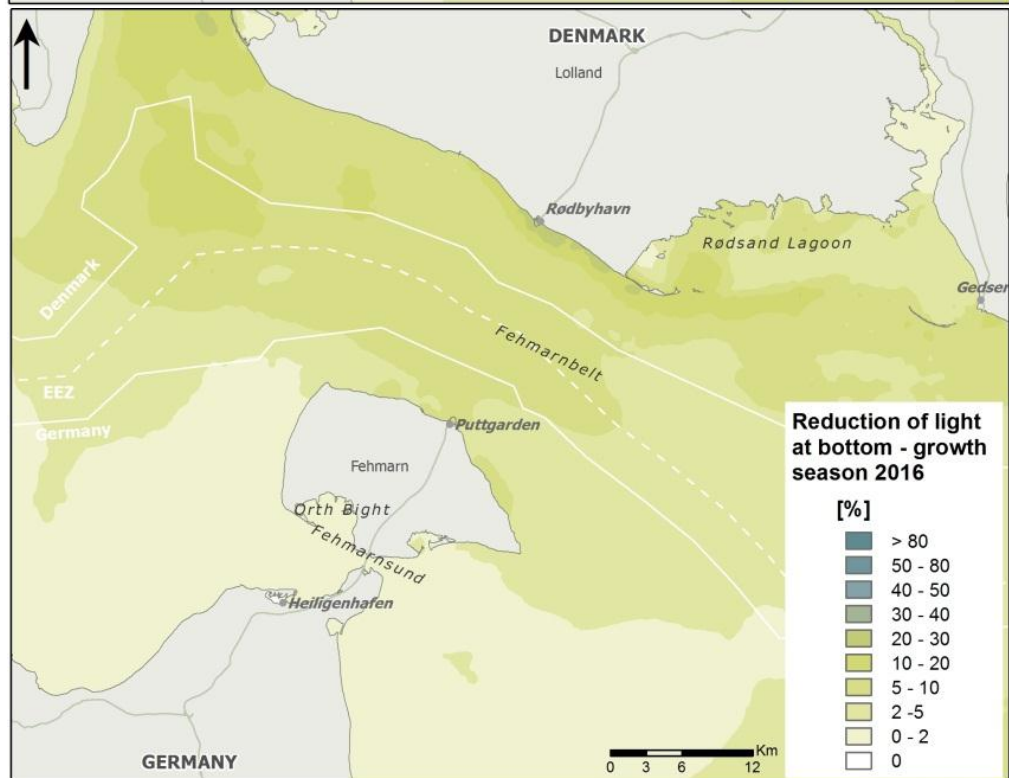 DENMARK
Lolland
Rødbyhavn
Rødsand Lagoon
Gedser
Denmark
Fehmarnbelt
EEZ
Germany
Puttgarden
Fehmarn
Orth Bight
Fehmarnsund
Heiligenhafen
GERMANY
Km
0 3 6 12
Reduction of light
at bottom - growth
season 2016
[%]
> 80
50 - 80
40 - 50
30 - 40
20 - 30
10 - 20
5 - 10
2 -5
0 - 2
0